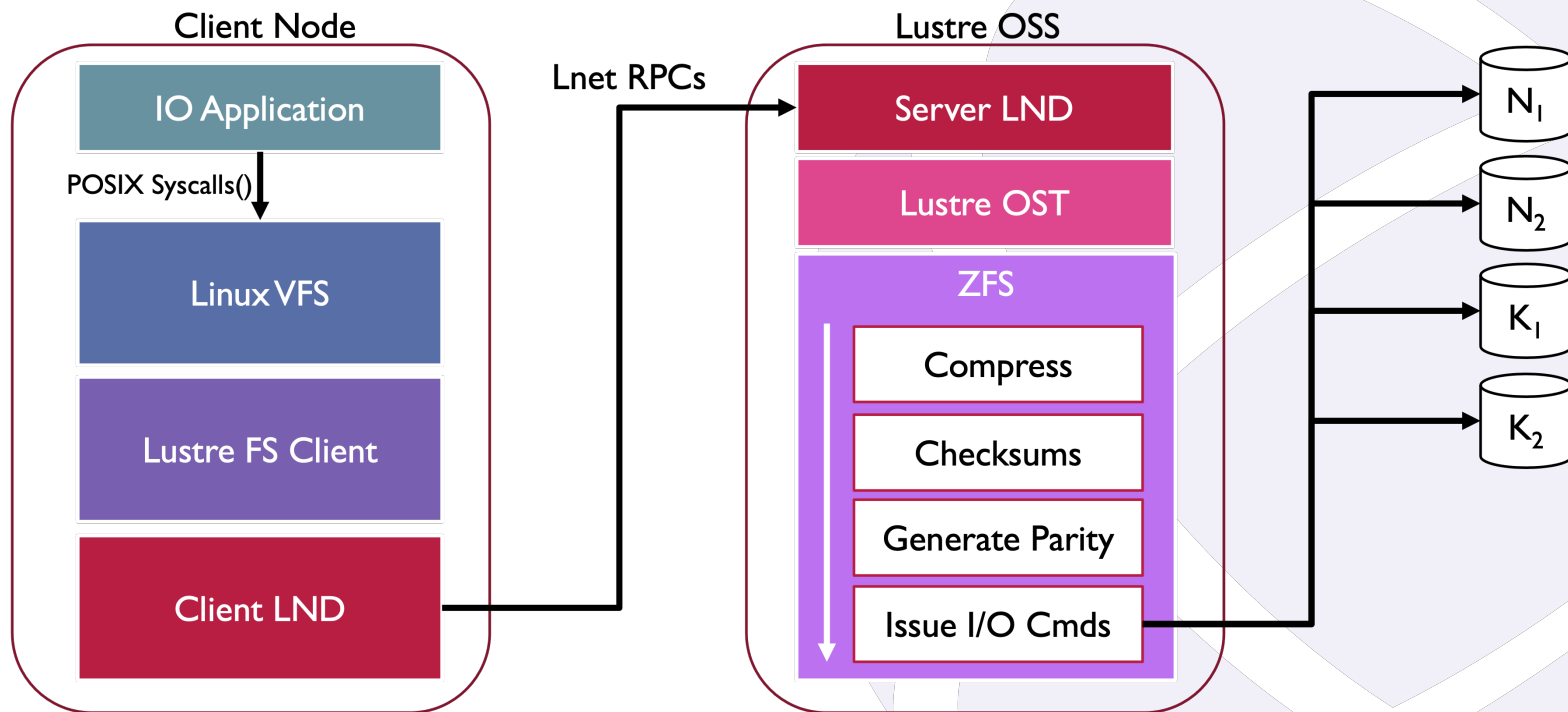 Client Node
IO Application
POSIX Syscalls()
Linux VFS
Lustre FS Client
Client LND
Lnet RPCs
Lustre OSS
Server LND
Lustre OST
ZFS
Compress
Checksums
Generate Parity
Issue I/O Cmds
N₁
N₂
K₁
K₂